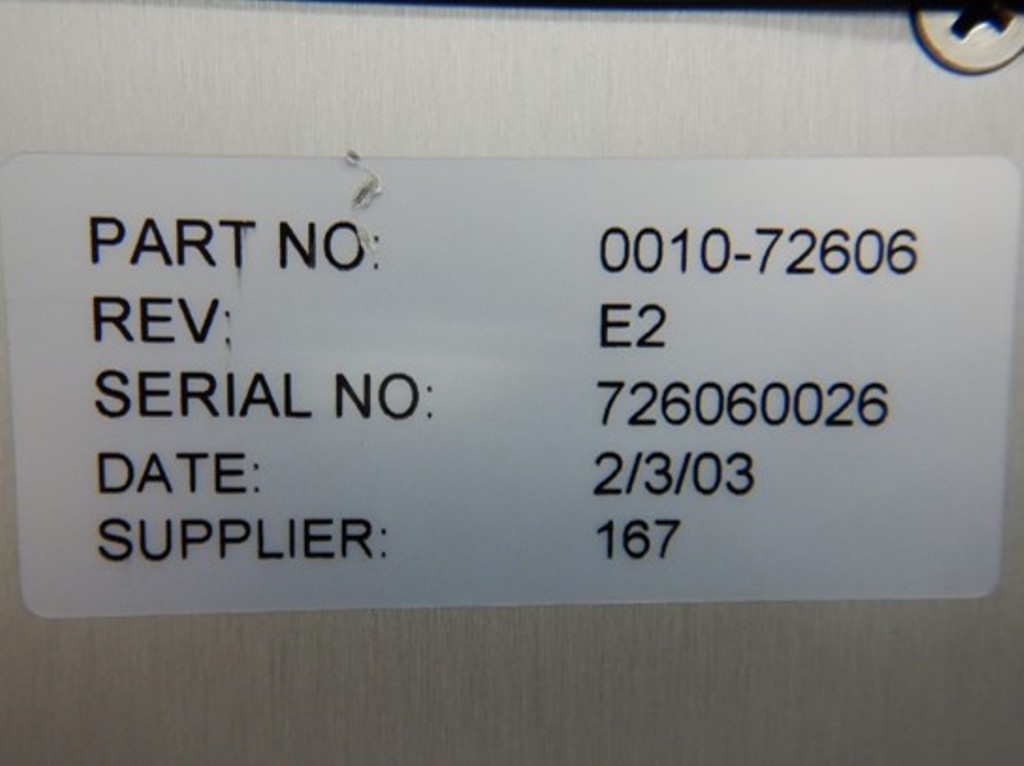 PART NO: 0010-72606
REV: E2
SERIAL NO: 726060026
DATE: 2/3/03
SUPPLIER: 167